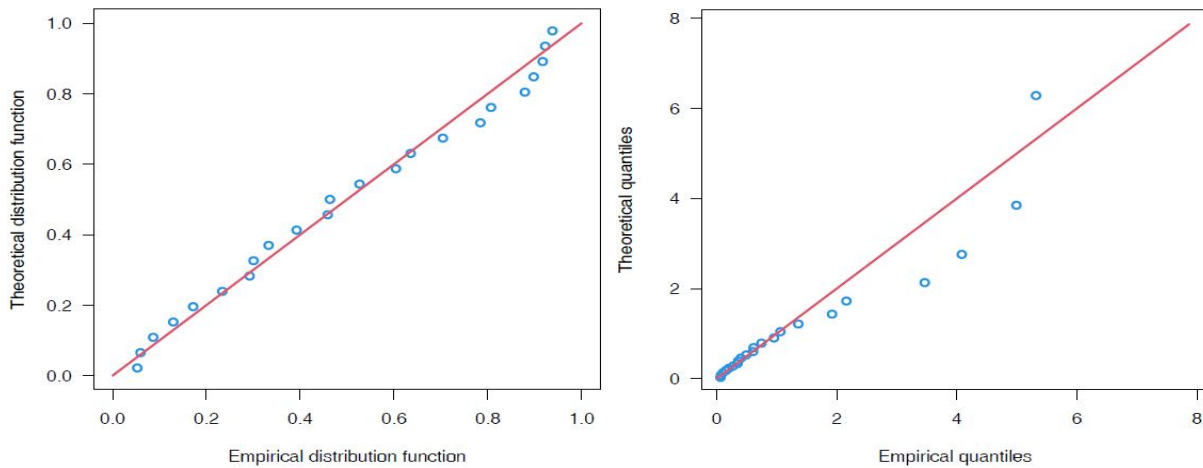 1.0
0.8
0.6
0.4
0.2
0.0
Theoretical distribution function
0.0 0.2 0.4 0.6 0.8 1.0
Empirical distribution function
8
6
4
2
0
Theoretical quantiles
0 2 4 6 8
Empirical quantiles